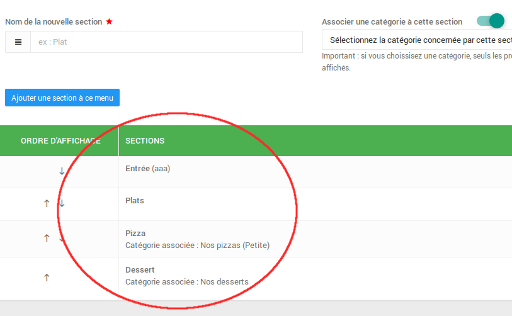 Nom de la nouvelle section *
Associer une catégorie à cette section
ex : Plat
Sélectionnez la catégorie concernée par cette sect
Important : si vous choisissez une catégorie, seuls les pr
affichés.
Ajouter une section à ce menu
ORDRE D'AFFICHAGE
SECTIONS
Entrée (aaa)
Plats
Pizza
Catégorie associée : Nos pizzas (Petite)
Dessert
Catégorie associée : Nos desserts